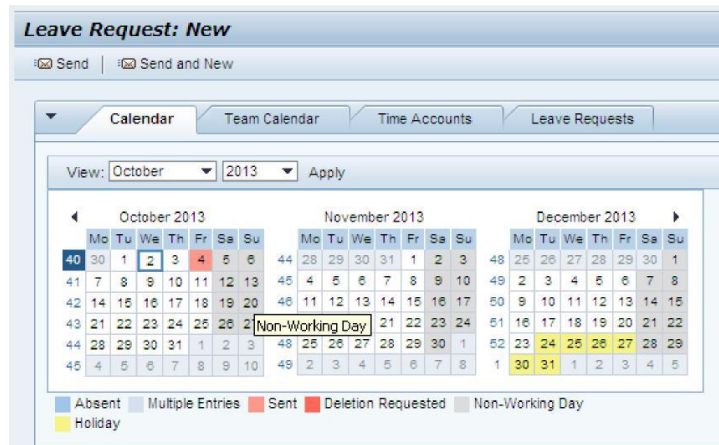 Leave Request: New
Send | Send and New
Calendar Team Calendar Time Accounts Leave Requests
View: October 2013 Apply
October 2013 November 2013 December 2013
Mo Tu We Th Fr Sa Su Mo Tu We Th Fr Sa Su Mo Tu We Th Fr Sa Su
40 30 1 2 3 4 5 6 44 28 29 30 31 1 2 3 48 25 26 27 28 29 30 1
41 7 8 9 10 11 12 13 45 4 5 6 7 8 9 10 49 2 3 4 5 6 7 8
42 14 15 16 17 18 19 20 46 11 12 13 14 15 16 17 50 9 10 11 12 13 14 15
43 21 22 23 24 25 26 Non-Working Day 21 22 23 24 51 16 17 18 19 20 21 22
44 28 29 30 31 1 2 3 48 25 26 27 28 29 30 1 52 23 24 25 26 27 28 29
45 4 5 6 7 8 9 10 49 2 3 4 5 6 7 8 1 30 31 1 2 3 4 5
Absent Multiple Entries Sent Deletion Requested Non-Working Day
Holiday